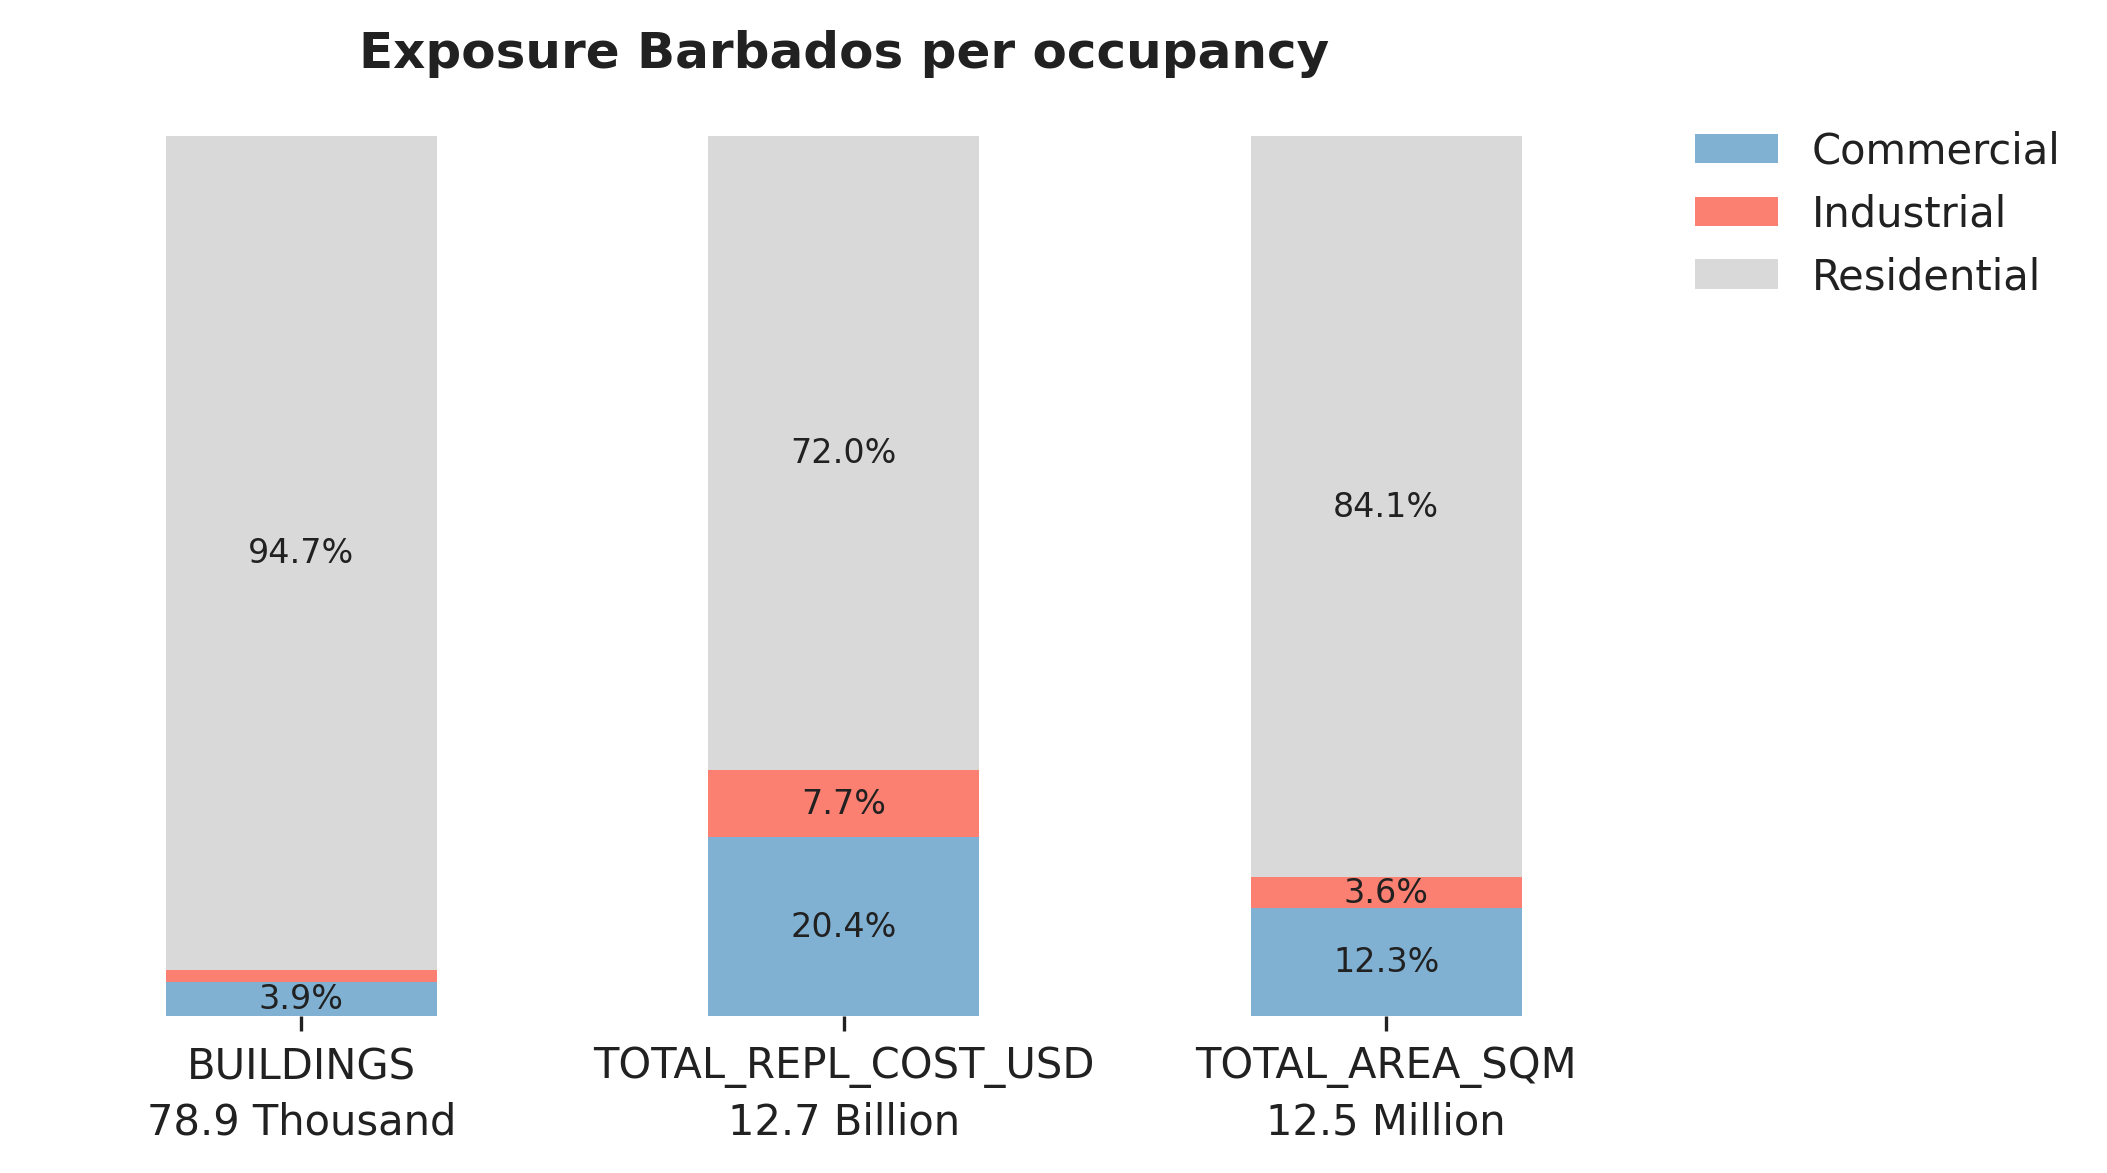 Exposure Barbados per occupancy
Commercial
Industrial
Residential
94.7%
3.9%
72.0%
7.7%
20.4%
84.1%
3.6%
12.3%
BUILDINGS
78.9 Thousand
TOTAL_REPL_COST_USD
12.7 Billion
TOTAL_AREA_SQM
12.5 Million